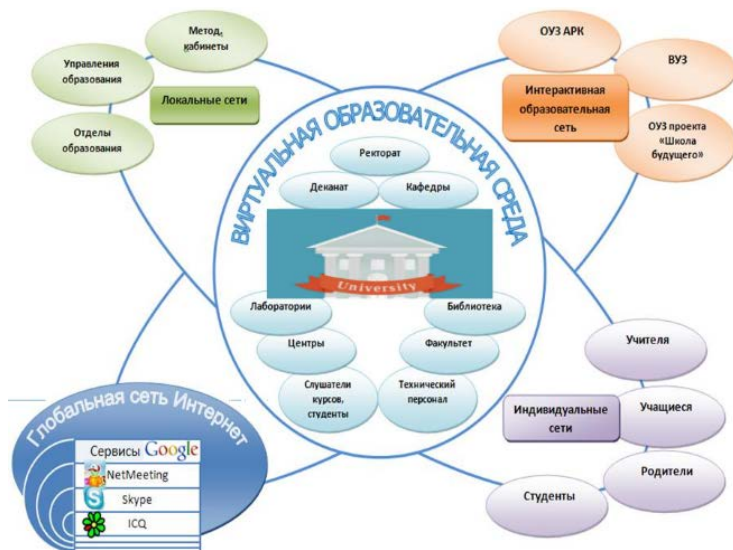 Метод.
кабинеты
Управления
образования
Локальные сети
Отделы
образования
ОУЗ АРК
ВУЗ
Интерактивная
образовательная
сеть
ОУЗ проекта
«Школа
будущего»
ВИРТУАЛЬНАЯ ОБРАЗОВАТЕЛЬНАЯ СРЕДА
Ректорат
Деканат
Кафедры
University
Лаборатории
Библиотека
Центры
Факультет
Слушатели
курсов,
студенты
Технический
персонал
Учителя
Индивидуальные
сети
Учащиеся
Родители
Студенты
Глобальная сеть Интернет
Сервисы Google
NetMeeting
Skype
ICQ